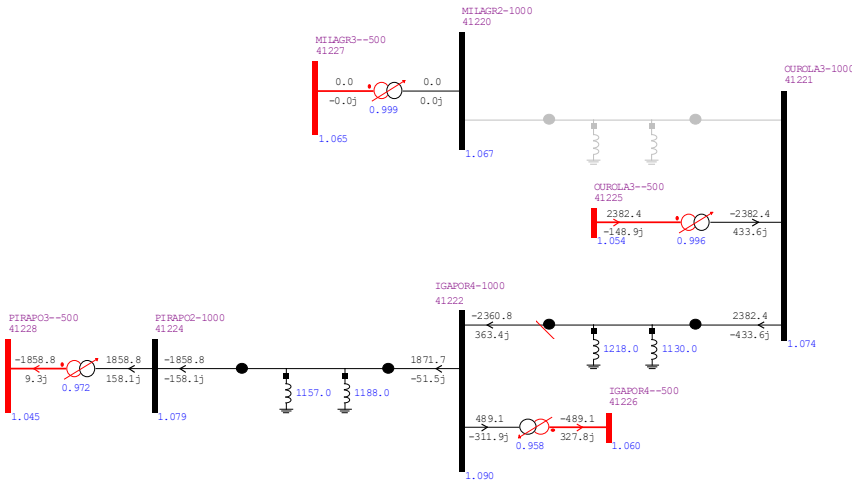 MILAGR2-1000
41220
MILAGR3--500
41227
0.0
0.0
-0.0j
0.0j
0.999
1.065
1.067
OUROLA3-1000
41221
OUROLA3--500
41225
2382.4
-2382.4
-148.9j
433.6j
1.054
0.996
IGAPOR4-1000
41222
-2360.8
2382.4
363.4j
-433.6j
1218.0
1130.0
1.074
PIRAPO3--500
41228
PIRAPO2-1000
41224
-1858.8
1858.8
-1858.8
1871.7
9.3j
158.1j
-158.1j
-51.5j
0.972
1157.0
1188.0
1.045
1.079
IGAPOR4--500
41226
489.1
-489.1
-311.9j
327.8j
0.958
1.060
1.090